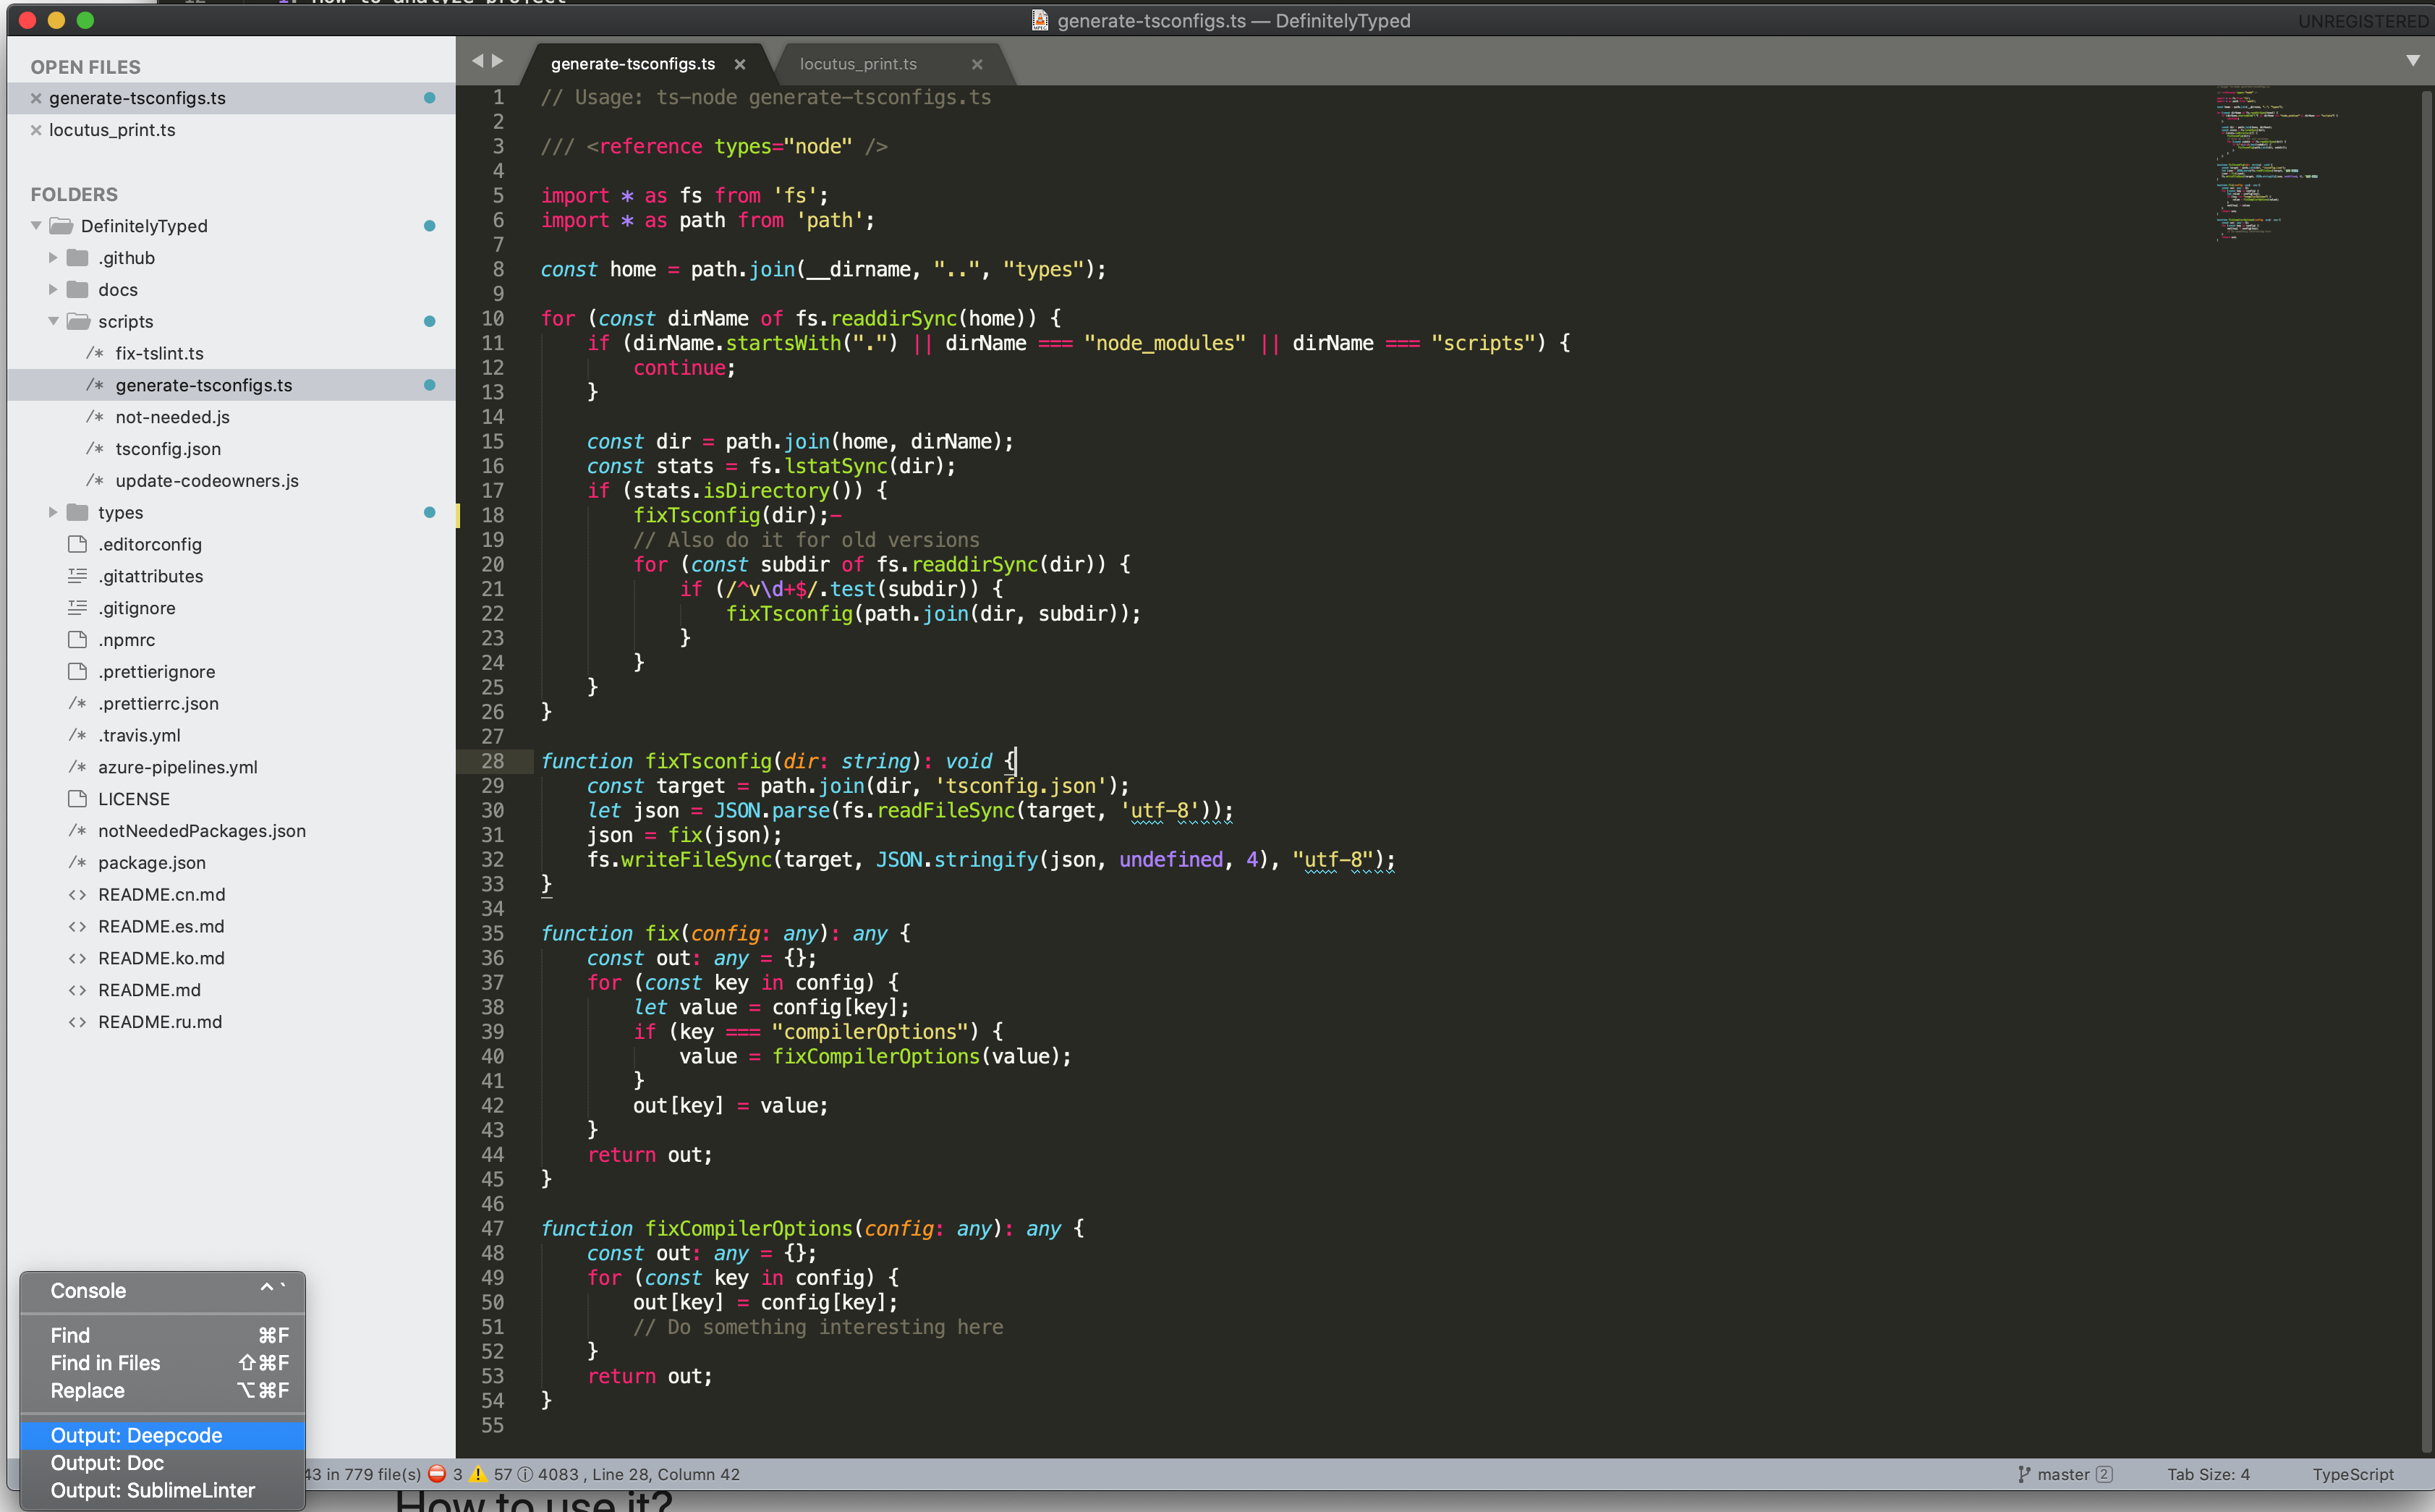 1. How to analyze project
generate-tsconfigs.ts — DefinitelyTyped
UNREGISTERED
OPEN FILES
generate-tsconfigs.ts
locutus_print.ts
FOLDERS
DefinitelyTyped
.github
docs
scripts
/* fix-tslint.ts
/* generate-tsconfigs.ts
/* not-needed.js
/* tsconfig.json
/* update-codeowners.js
types
.editorconfig
.gitattributes
.gitignore
.npmrc
.prettierignore
/* .prettierrc.json
/* .travis.yml
/* azure-pipelines.yml
LICENSE
/* notNeededPackages.json
/* package.json
<> README.cn.md
<> README.es.md
<> README.ko.md
<> README.md
<> README.ru.md
Console ^`
Find ⌘F
Find in Files ⇧⌘F
Replace ⌥⌘F
Output: Deepcode
Output: Doc
Output: SublimeLinter
generate-tsconfigs.ts
locutus_print.ts
1 // Usage: ts-node generate-tsconfigs.ts
2
3 /// <reference types="node" />
4
5 import * as fs from 'fs';
6 import * as path from 'path';
7
8 const home = path.join(__dirname, "..", "types");
9
10 for (const dirName of fs.readdirSync(home)) {
11     if (dirName.startsWith(".") || dirName === "node_modules" || dirName === "scripts") {
12         continue;
13     }
14
15     const dir = path.join(home, dirName);
16     const stats = fs.lstatSync(dir);
17     if (stats.isDirectory()) {
18         fixTsconfig(dir);-
19         // Also do it for old versions
20         for (const subdir of fs.readdirSync(dir)) {
21             if (/^v\d+$/.test(subdir)) {
22                 fixTsconfig(path.join(dir, subdir));
23             }
24         }
25     }
26 }
27
28 function fixTsconfig(dir: string): void {
29     const target = path.join(dir, 'tsconfig.json');
30     let json = JSON.parse(fs.readFileSync(target, 'utf-8'));
31     json = fix(json);
32     fs.writeFileSync(target, JSON.stringify(json, undefined, 4), "utf-8");
33 }
34
35 function fix(config: any): any {
36     const out: any = {};
37     for (const key in config) {
38         let value = config[key];
39         if (key === "compilerOptions") {
40             value = fixCompilerOptions(value);
41         }
42         out[key] = value;
43     }
44     return out;
45 }
46
47 function fixCompilerOptions(config: any): any {
48     const out: any = {};
49     for (const key in config) {
50         out[key] = config[key];
51         // Do something interesting here
52     }
53     return out;
54 }
55
43 in 779 file(s) 3 57 4083 , Line 28, Column 42
master 2
Tab Size: 4
TypeScript
How to use it?